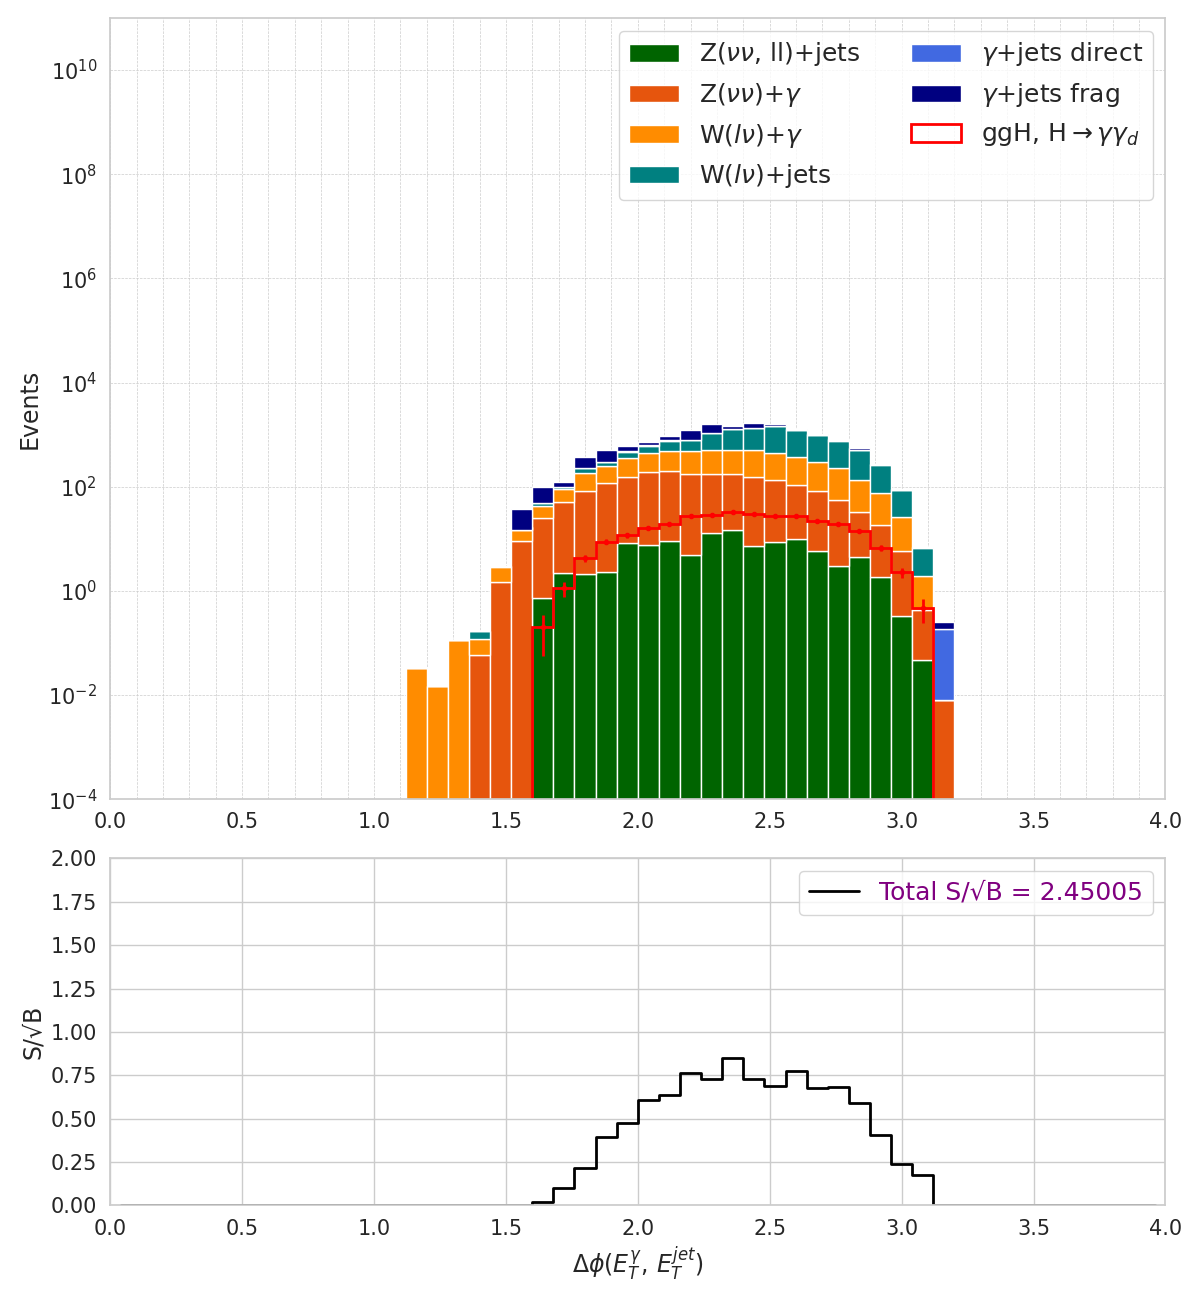 Z(νν, ll)+jets
Z(νν)+γ
W(lν)+γ
W(lν)+jets
γ+jets direct
γ+jets frag
ggH, H→γγ_d
Events
10^10
10^8
10^6
10^4
10^2
10^0
10^−2
10^−4
0.0 0.5 1.0 1.5 2.0 2.5 3.0 3.5 4.0
Total S/√B = 2.45005
S/√B
2.00
1.75
1.50
1.25
1.00
0.75
0.50
0.25
0.00
0.0 0.5 1.0 1.5 2.0 2.5 3.0 3.5 4.0
Δϕ(E_T^γ, E_T^jet)